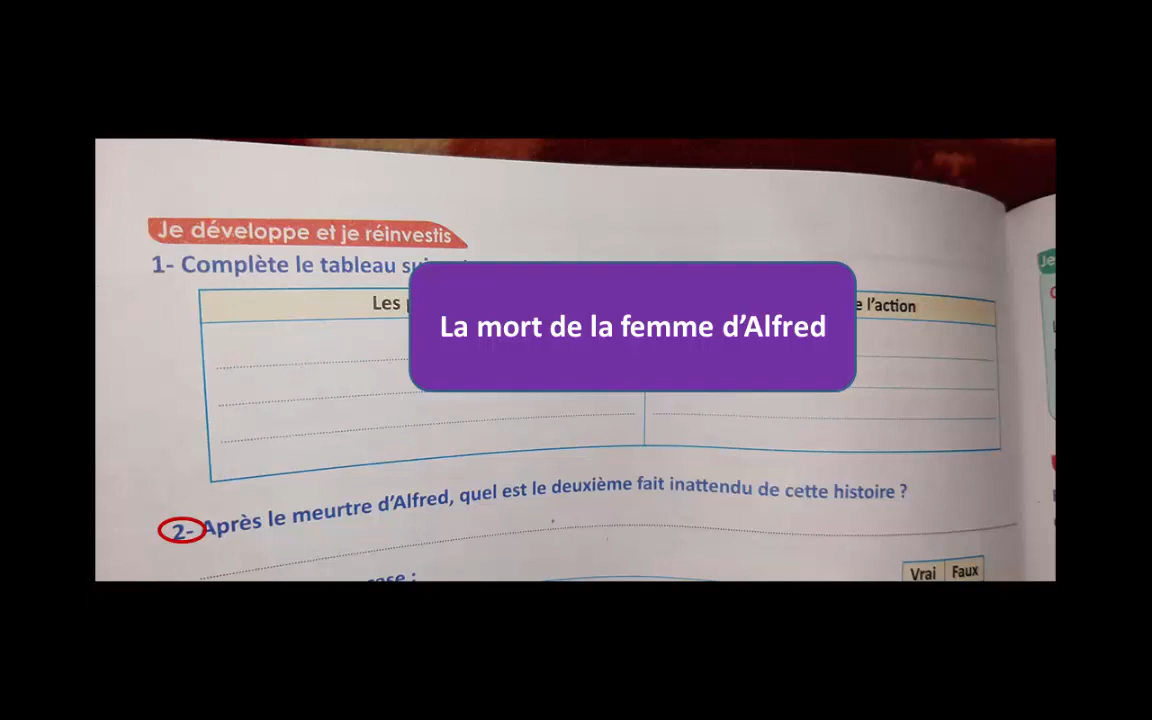 Je développe et je réinvestis
1- Complète le tableau
Les
e l'action
La mort de la femme d'Alfred
2- Après le meurtre d'Alfred, quel est le deuxième fait inattendu de cette histoire ?
Vrai Faux